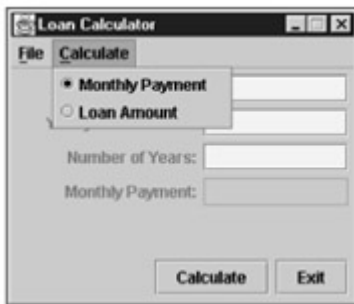 Loan Calculator
File Calculate
Monthly Payment
Loan Amount
Number of Years:
Monthly Payment:
Calculate Exit